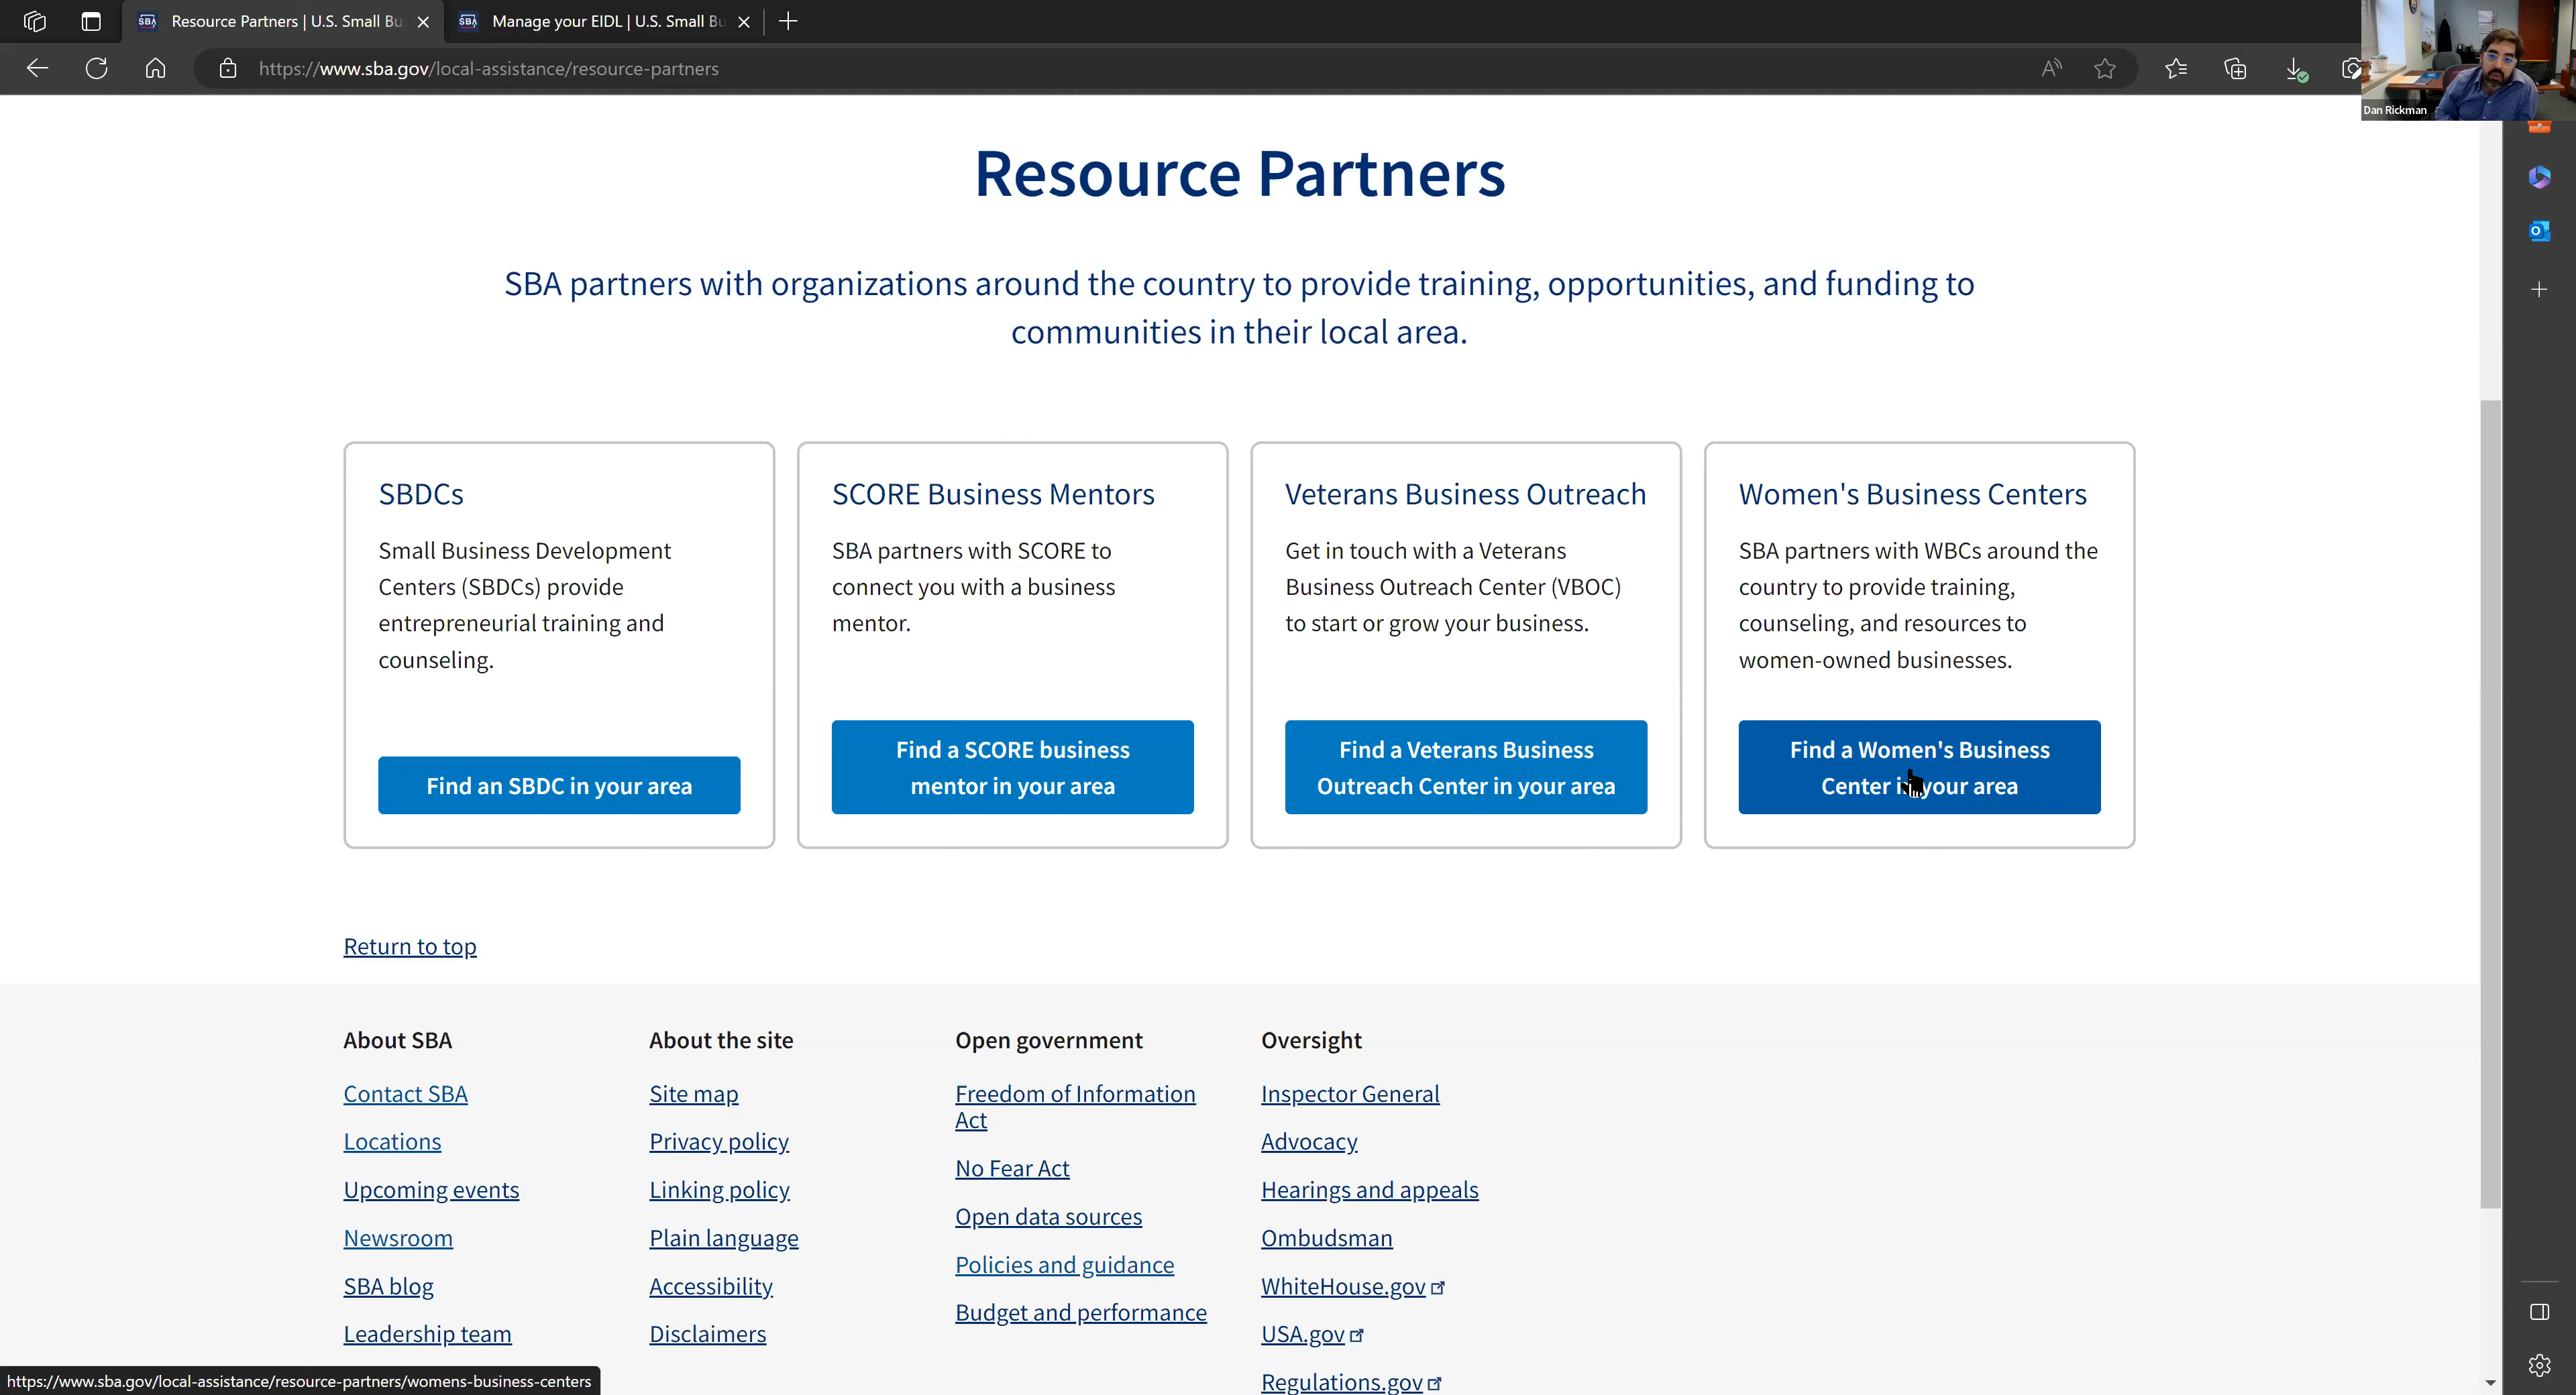 Resource Partners | U.S. Small Bu
Manage your EIDL | U.S. Small Bu
https://www.sba.gov/local-assistance/resource-partners
Dan Rickman
Resource Partners
SBA partners with organizations around the country to provide training, opportunities, and funding to
communities in their local area.
SBDCs
Small Business Development
Centers (SBDCs) provide
entrepreneurial training and
counseling.
Find an SBDC in your area
SCORE Business Mentors
SBA partners with SCORE to
connect you with a business
mentor.
Find a SCORE business
mentor in your area
Veterans Business Outreach
Get in touch with a Veterans
Business Outreach Center (VBOC)
to start or grow your business.
Find a Veterans Business
Outreach Center in your area
Women's Business Centers
SBA partners with WBCs around the
country to provide training,
counseling, and resources to
women-owned businesses.
Find a Women's Business
Center in your area
Return to top
About SBA
Contact SBA
Locations
Upcoming events
Newsroom
SBA blog
Leadership team
About the site
Site map
Privacy policy
Linking policy
Plain language
Accessibility
Disclaimers
Open government
Freedom of Information
Act
No Fear Act
Open data sources
Policies and guidance
Budget and performance
Oversight
Inspector General
Advocacy
Hearings and appeals
Ombudsman
WhiteHouse.gov
USA.gov
Regulations.gov
https://www.sba.gov/local-assistance/resource-partners/womens-business-centers